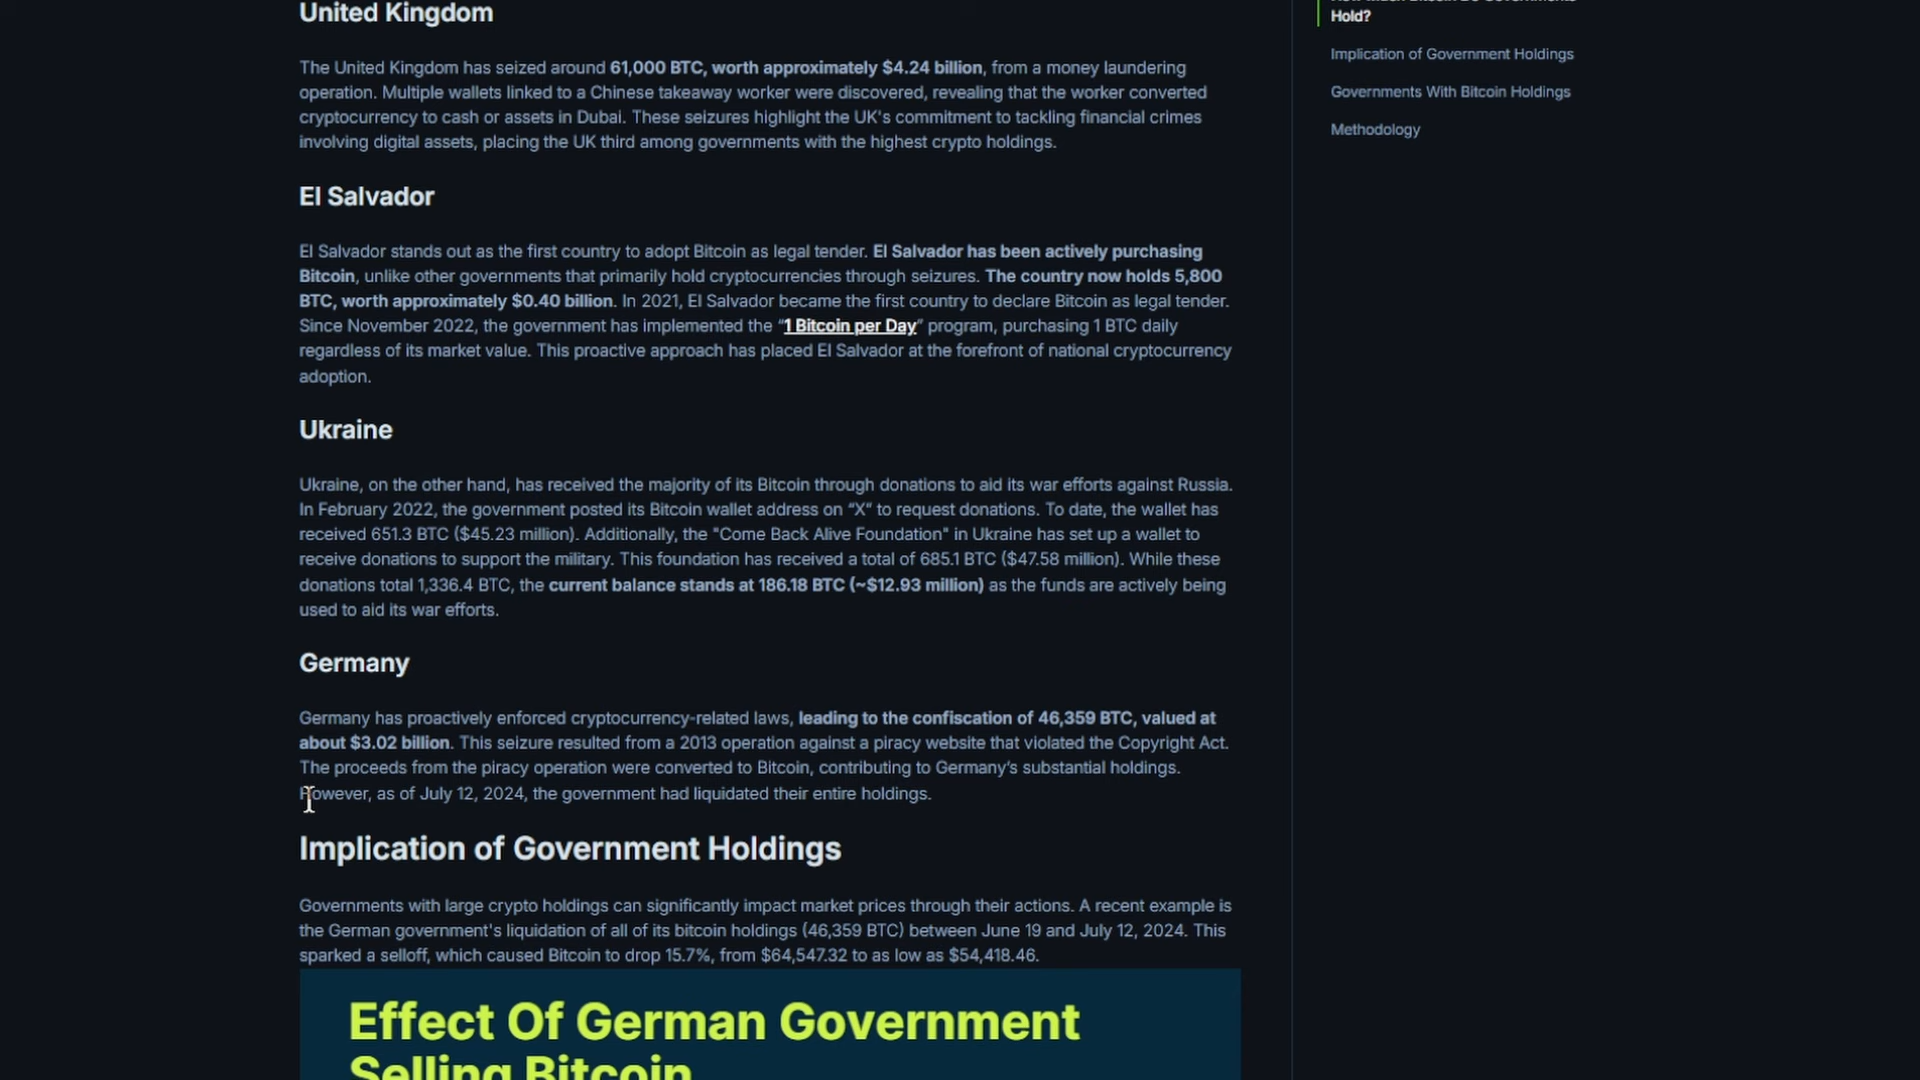 United Kingdom
The United Kingdom has seized around 61,000 BTC, worth approximately $4.24 billion, from a money laundering
operation. Multiple wallets linked to a Chinese takeaway worker were discovered, revealing that the worker converted
cryptocurrency to cash or assets in Dubai. These seizures highlight the UK's commitment to tackling financial crimes
involving digital assets, placing the UK third among governments with the highest crypto holdings.
El Salvador
El Salvador stands out as the first country to adopt Bitcoin as legal tender. El Salvador has been actively purchasing
Bitcoin, unlike other governments that primarily hold cryptocurrencies through seizures. The country now holds 5,800
BTC, worth approximately $0.40 billion. In 2021, El Salvador became the first country to declare Bitcoin as legal tender.
Since November 2022, the government has implemented the “1 Bitcoin per Day” program, purchasing 1 BTC daily
regardless of its market value. This proactive approach has placed El Salvador at the forefront of national cryptocurrency
adoption.
Ukraine
Ukraine, on the other hand, has received the majority of its Bitcoin through donations to aid its war efforts against Russia.
In February 2022, the government posted its Bitcoin wallet address on “X” to request donations. To date, the wallet has
received 651.3 BTC ($45.23 million). Additionally, the "Come Back Alive Foundation" in Ukraine has set up a wallet to
receive donations to support the military. This foundation has received a total of 685.1 BTC ($47.58 million). While these
donations total 1,336.4 BTC, the current balance stands at 186.18 BTC (~$12.93 million) as the funds are actively being
used to aid its war efforts.
Germany
Germany has proactively enforced cryptocurrency-related laws, leading to the confiscation of 46,359 BTC, valued at
about $3.02 billion. This seizure resulted from a 2013 operation against a piracy website that violated the Copyright Act.
The proceeds from the piracy operation were converted to Bitcoin, contributing to Germany’s substantial holdings.
However, as of July 12, 2024, the government had liquidated their entire holdings.
Implication of Government Holdings
Governments with large crypto holdings can significantly impact market prices through their actions. A recent example is
the German government's liquidation of all of its bitcoin holdings (46,359 BTC) between June 19 and July 12, 2024. This
sparked a selloff, which caused Bitcoin to drop 15.7%, from $64,547.32 to as low as $54,418.46.
Effect Of German Government
Selling Bitcoin
Hold?
Implication of Government Holdings
Governments With Bitcoin Holdings
Methodology